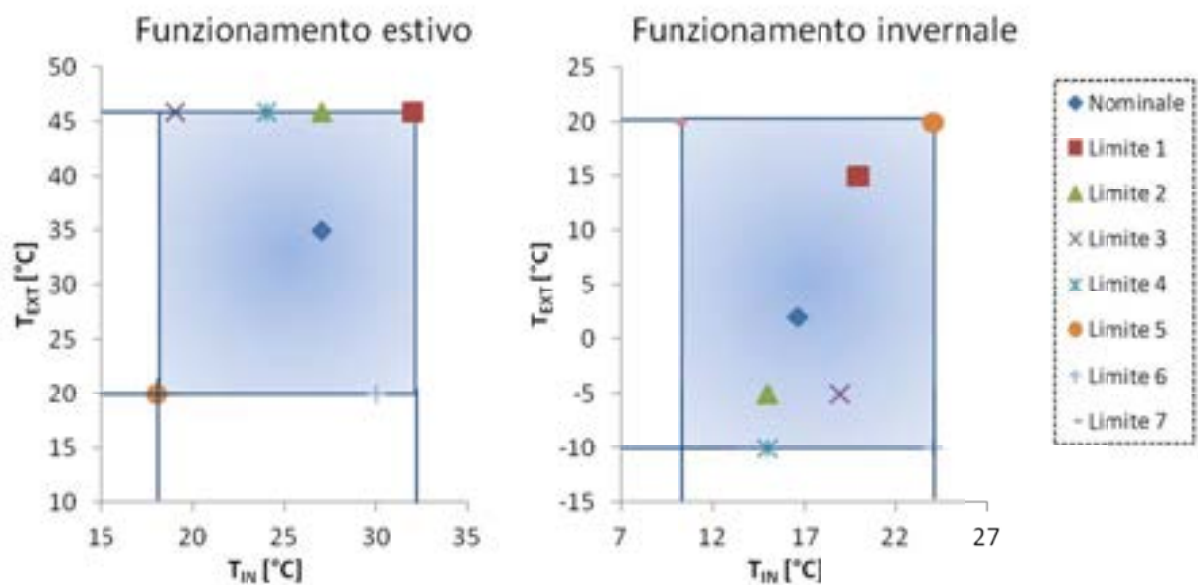 Funzionamento estivo
50
45
40
35
30
25
20
15
10
T_EXT [°C]
15 20 25 30 35
T_IN [°C]
Funzionamento invernale
25
20
15
10
5
0
-5
-10
-15
T_EXT [°C]
7 12 17 22 27
T_IN [°C]
Nominale
Limite 1
Limite 2
Limite 3
Limite 4
Limite 5
Limite 6
Limite 7